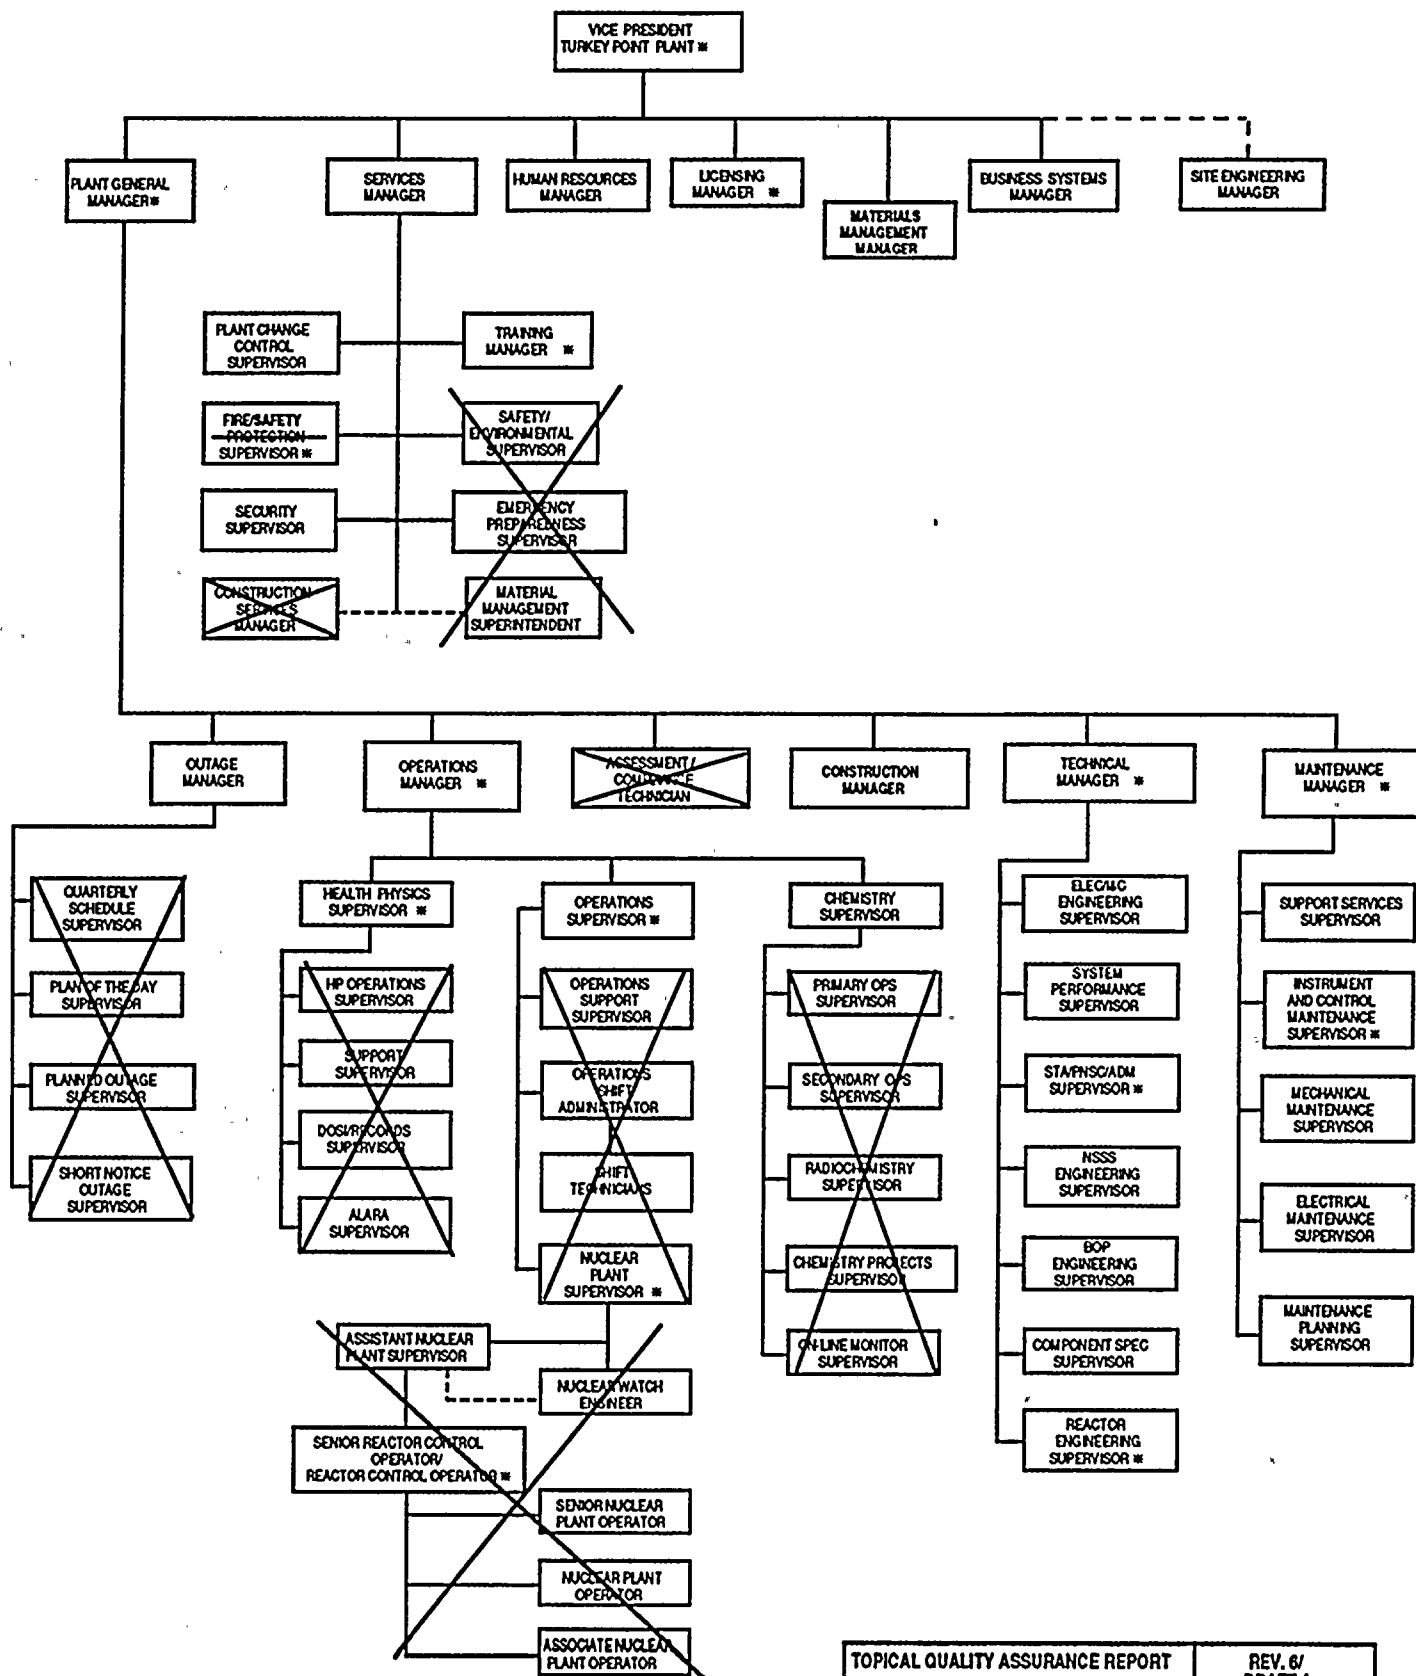 VICE PRESIDENT
TURKEY POINT PLANT *
PLANT GENERAL
MANAGER *
SERVICES
MANAGER
HUMAN RESOURCES
MANAGER
LICENSING
MANAGER *
MATERIALS
MANAGEMENT
MANAGER
BUSINESS SYSTEMS
MANAGER
SITE ENGINEERING
MANAGER
PLANT CHANGE
CONTROL
SUPERVISOR
TRAINING
MANAGER *
FIRE/SAFETY
PROTECTION
SUPERVISOR *
SAFETY/
ENVIRONMENTAL
SUPERVISOR
SECURITY
SUPERVISOR
EMERGENCY
PREPAREDNESS
SUPERVISOR
CONSTRUCTION
SERVICES
MANAGER
MATERIAL
MANAGEMENT
SUPERINTENDENT
OUTAGE
MANAGER
OPERATIONS
MANAGER *
ASSESSMENT/
COMPLIANCE
TECHNICIAN
CONSTRUCTION
MANAGER
TECHNICAL
MANAGER *
MAINTENANCE
MANAGER *
QUARTERLY
SCHEDULE
SUPERVISOR
PLAN OF THE DAY
SUPERVISOR
PLANNED OUTAGE
SUPERVISOR
SHORT NOTICE
OUTAGE
SUPERVISOR
HEALTH PHYSICS
SUPERVISOR *
HP OPERATIONS
SUPERVISOR
SUPPORT
SUPERVISOR
DOSI/RECORDS
SUPERVISOR
ALARA
SUPERVISOR
OPERATIONS
SUPERVISOR *
OPERATIONS
SUPPORT
SUPERVISOR
OPERATIONS
SHIFT
ADMINISTRATOR
SHIFT
TECHNICIANS
NUCLEAR
PLANT
SUPERVISOR *
ASSISTANT NUCLEAR
PLANT SUPERVISOR
NUCLEAR WATCH
ENGINEER
SENIOR REACTOR CONTROL
OPERATOR/
REACTOR CONTROL OPERATOR *
SENIOR NUCLEAR
PLANT OPERATOR
NUCLEAR PLANT
OPERATOR
ASSOCIATE NUCLEAR
PLANT OPERATOR
CHEMISTRY
SUPERVISOR
PRIMARY OPS
SUPERVISOR
SECONDARY OPS
SUPERVISOR
RADIOCHEMISTRY
SUPERVISOR
CHEMISTRY PROJECTS
SUPERVISOR
ON-LINE MONITOR
SUPERVISOR
ELEC/I&C
ENGINEERING
SUPERVISOR
SYSTEM
PERFORMANCE
SUPERVISOR
STA/PNSC/ADM
SUPERVISOR *
NSSS
ENGINEERING
SUPERVISOR
BOP
ENGINEERING
SUPERVISOR
COMPONENT SPEC
SUPERVISOR
REACTOR
ENGINEERING
SUPERVISOR *
SUPPORT SERVICES
SUPERVISOR
INSTRUMENT
AND CONTROL
MAINTENANCE
SUPERVISOR *
MECHANICAL
MAINTENANCE
SUPERVISOR
ELECTRICAL
MAINTENANCE
SUPERVISOR
MAINTENANCE
PLANNING
SUPERVISOR
TOPICAL QUALITY ASSURANCE REPORT
REV. 6/